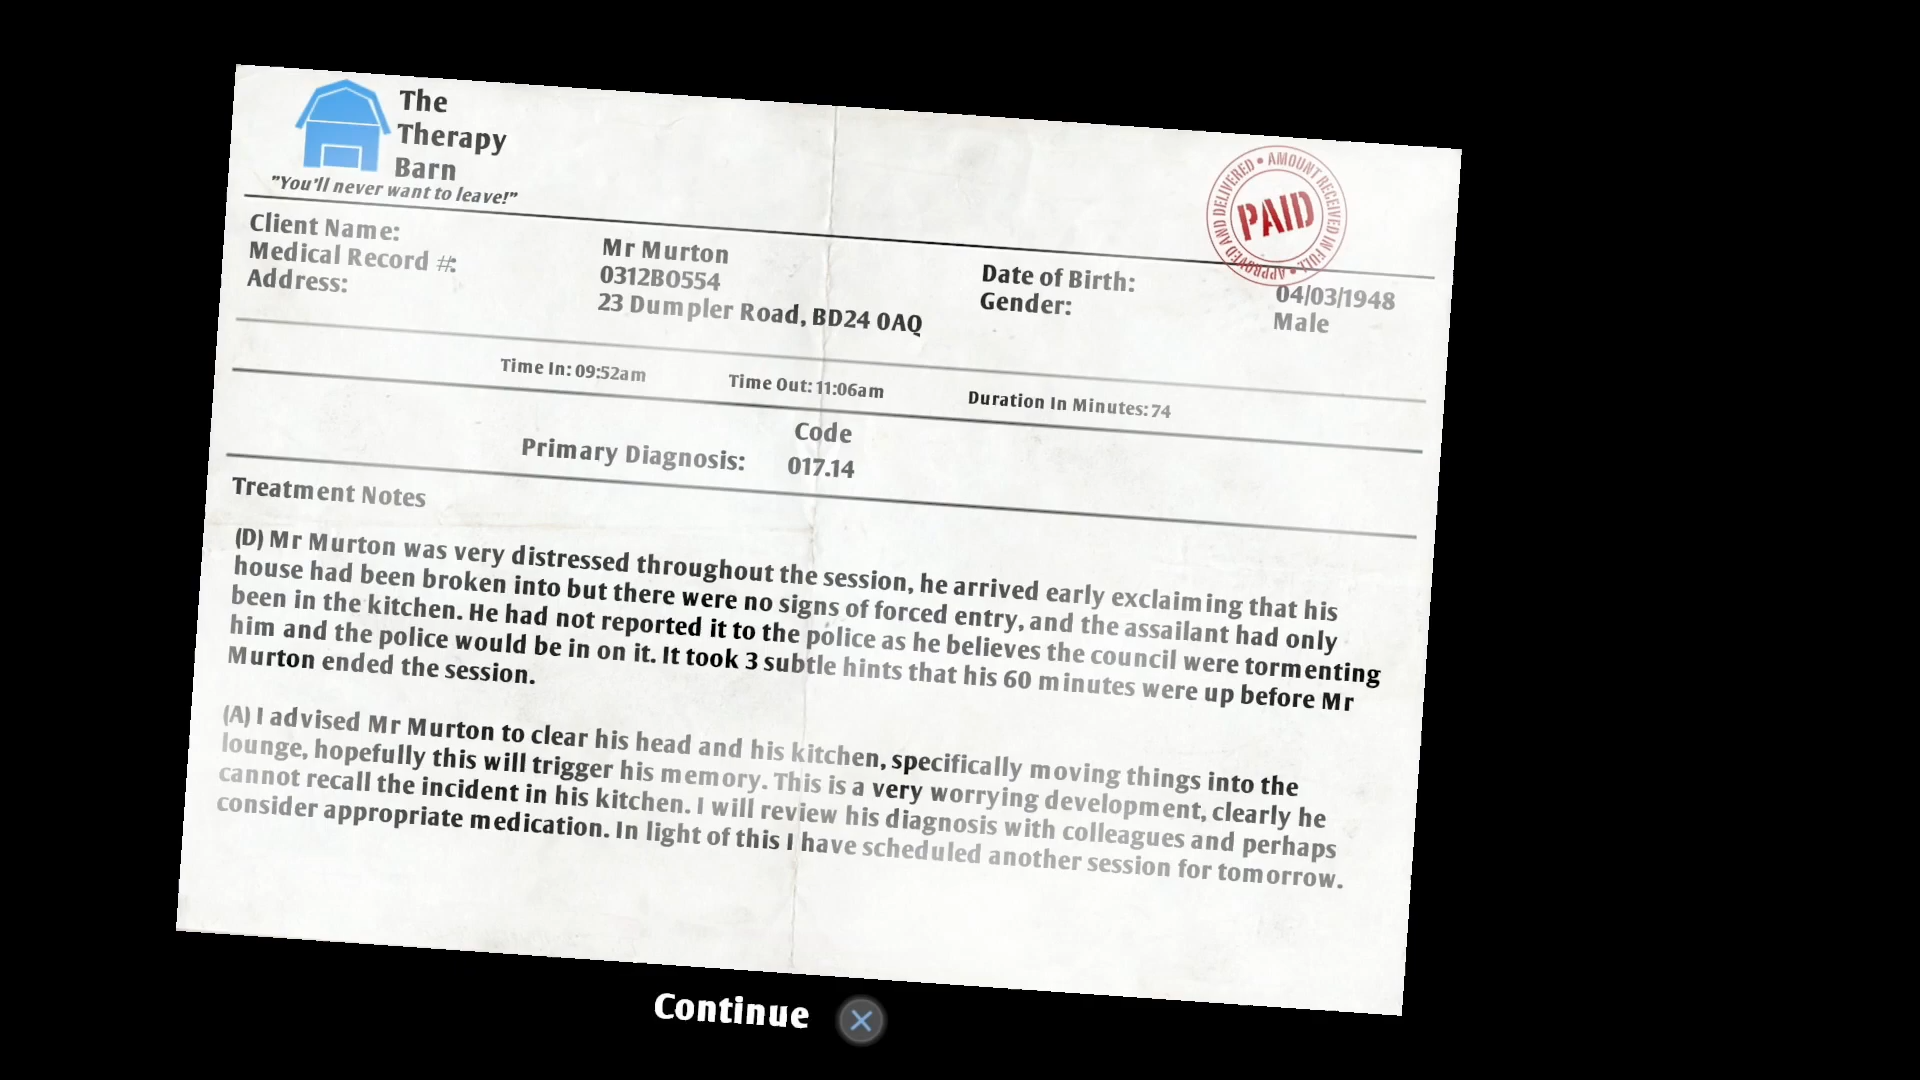 The
Therapy
Barn
"You'll never want to leave!"
APPROVED AND DELIVERED • AMOUNT RECEIVED IN FULL •
PAID
Client Name: Mr Murton
Medical Record #: 0312B0554
Address: 23 Dumpler Road, BD24 0AQ
Date of Birth: 04/03/1948
Gender: Male
Time In: 09:52am Time Out: 11:06am Duration In Minutes: 74
Code
Primary Diagnosis: 017.14
Treatment Notes
(D) Mr Murton was very distressed throughout the session, he arrived early exclaiming that his
house had been broken into but there were no signs of forced entry, and the assailant had only
been in the kitchen. He had not reported it to the police as he believes the council were tormenting
him and the police would be in on it. It took 3 subtle hints that his 60 minutes were up before Mr
Murton ended the session.
(A) I advised Mr Murton to clear his head and his kitchen, specifically moving things into the
lounge, hopefully this will trigger his memory. This is a very worrying development, clearly he
cannot recall the incident in his kitchen. I will review his diagnosis with colleagues and perhaps
consider appropriate medication. In light of this I have scheduled another session for tomorrow.
Continue